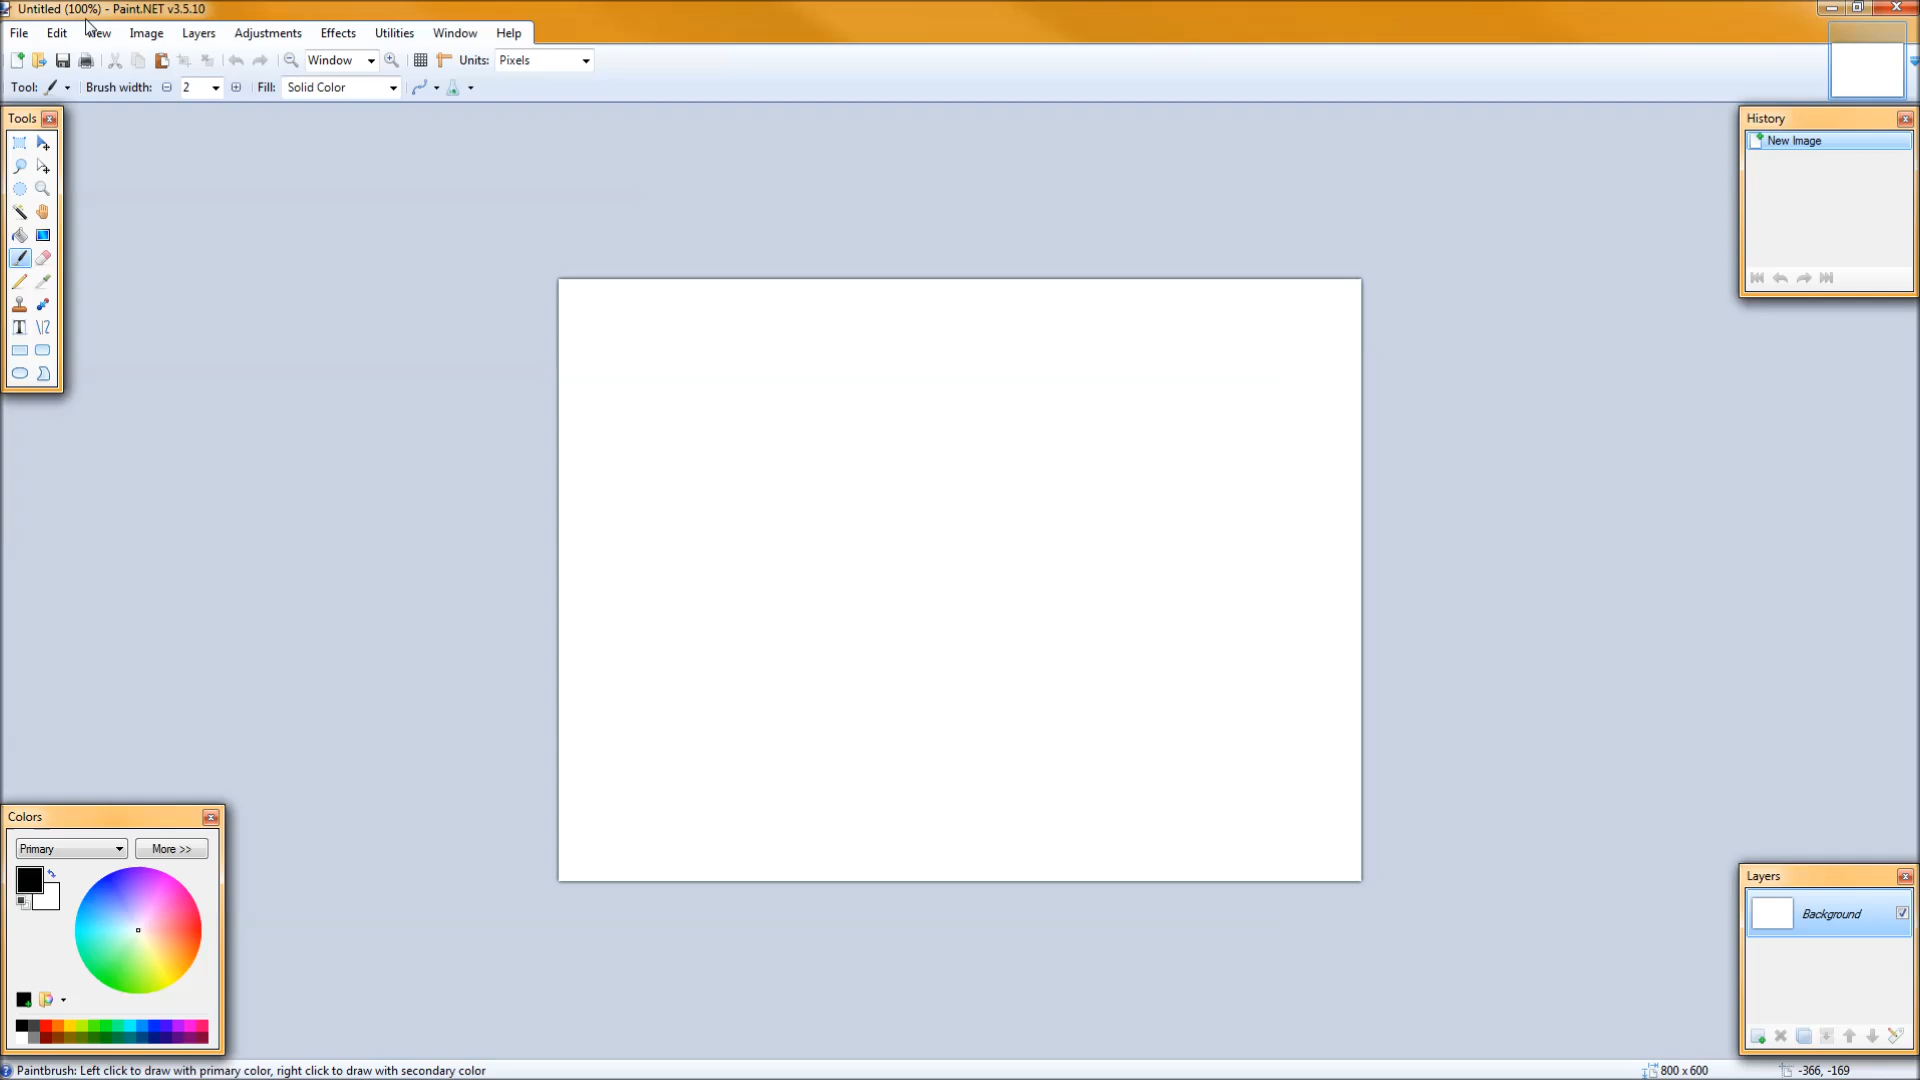 Untitled (100%) - Paint.NET v3.5.10
File Edit View Image Layers Adjustments Effects Utilities Window Help
Window Units: Pixels
Tool: Brush width: 2 Fill: Solid Color
Tools
History
New Image
Colors
Primary More >>
Layers
Background
Paintbrush: Left click to draw with primary color, right click to draw with secondary color
800 x 600
-366, -169